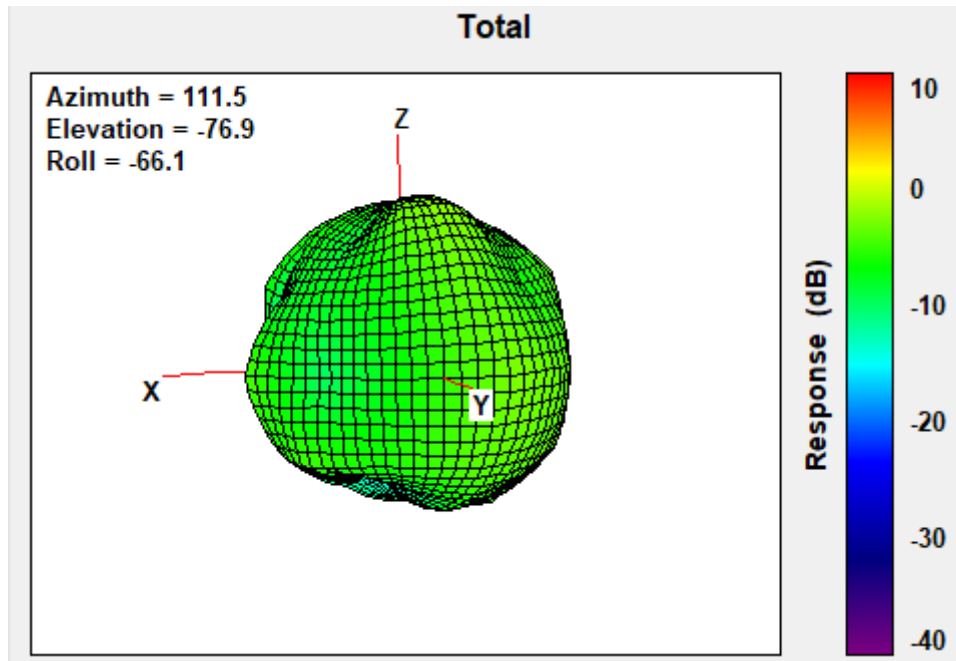 Total
Azimuth = 111.5
Elevation = -76.9
Roll = -66.1
Z
X
Y
10
0
-10
-20
-30
-40
Response (dB)